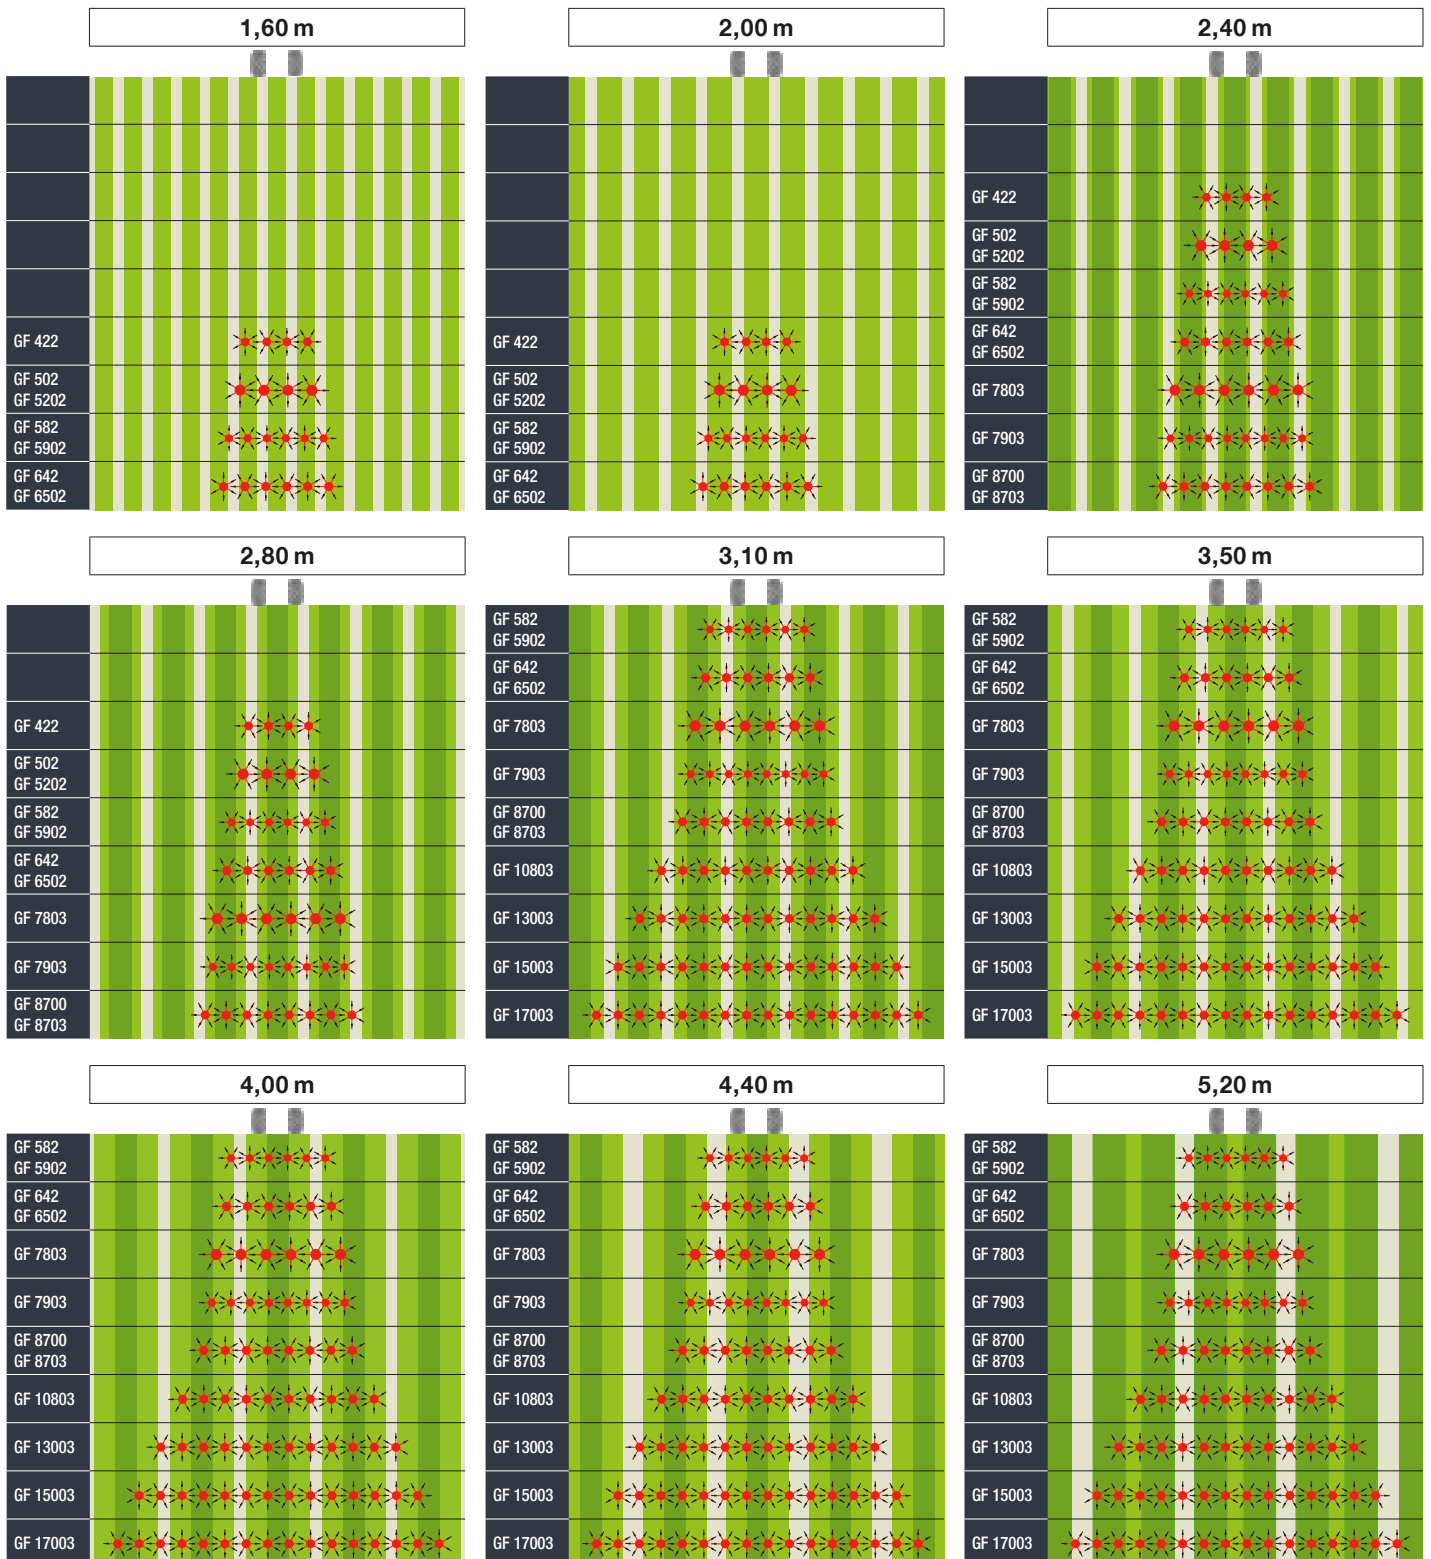 1,60 m
GF 422
GF 502
GF 5202
GF 582
GF 5902
GF 642
GF 6502
2,00 m
GF 422
GF 502
GF 5202
GF 582
GF 5902
GF 642
GF 6502
2,40 m
GF 422
GF 502
GF 5202
GF 582
GF 5902
GF 642
GF 6502
GF 7803
GF 7903
GF 8700
GF 8703
2,80 m
GF 422
GF 502
GF 5202
GF 582
GF 5902
GF 642
GF 6502
GF 7803
GF 7903
GF 8700
GF 8703
3,10 m
GF 582
GF 5902
GF 642
GF 6502
GF 7803
GF 7903
GF 8700
GF 8703
GF 10803
GF 13003
GF 15003
GF 17003
3,50 m
GF 582
GF 5902
GF 642
GF 6502
GF 7803
GF 7903
GF 8700
GF 8703
GF 10803
GF 13003
GF 15003
GF 17003
4,00 m
GF 582
GF 5902
GF 642
GF 6502
GF 7803
GF 7903
GF 8700
GF 8703
GF 10803
GF 13003
GF 15003
GF 17003
4,40 m
GF 582
GF 5902
GF 642
GF 6502
GF 7803
GF 7903
GF 8700
GF 8703
GF 10803
GF 13003
GF 15003
GF 17003
5,20 m
GF 582
GF 5902
GF 642
GF 6502
GF 7803
GF 7903
GF 8700
GF 8703
GF 10803
GF 13003
GF 15003
GF 17003